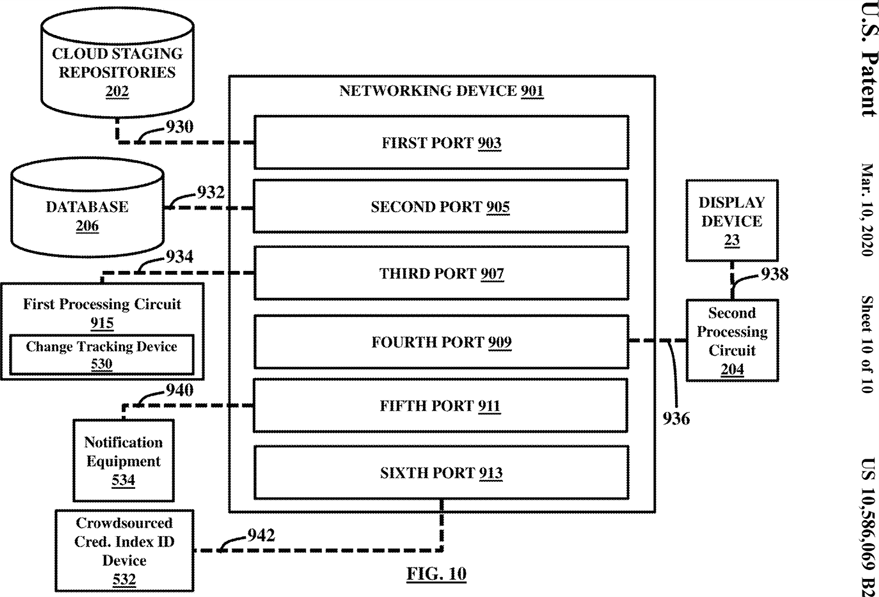 U.S. Patent
Mar. 10, 2020
Sheet 10 of 10
US 10,586,069 B2
CLOUD STAGING
REPOSITORIES
202
930
NETWORKING DEVICE 901
FIRST PORT 903
DATABASE
206
932
SECOND PORT 905
934
THIRD PORT 907
First Processing Circuit
915
Change Tracking Device
530
FOURTH PORT 909
DISPLAY
DEVICE
23
938
Second
Processing
Circuit
204
936
940
FIFTH PORT 911
Notification
Equipment
534
SIXTH PORT 913
Crowdsourced
Cred. Index ID
Device
532
942
FIG. 10